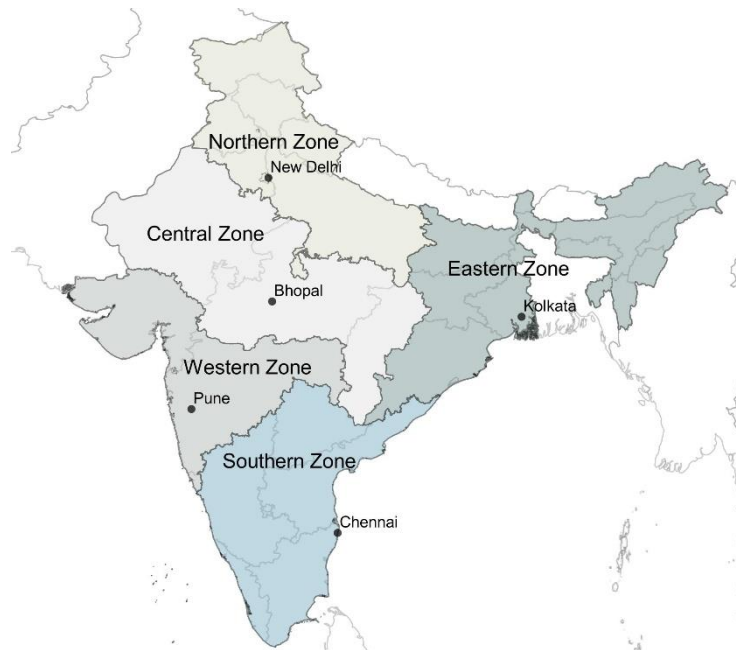 Northern Zone
New Delhi
Central Zone
Eastern Zone
Bhopal
Kolkata
Western Zone
Pune
Southern Zone
Chennai